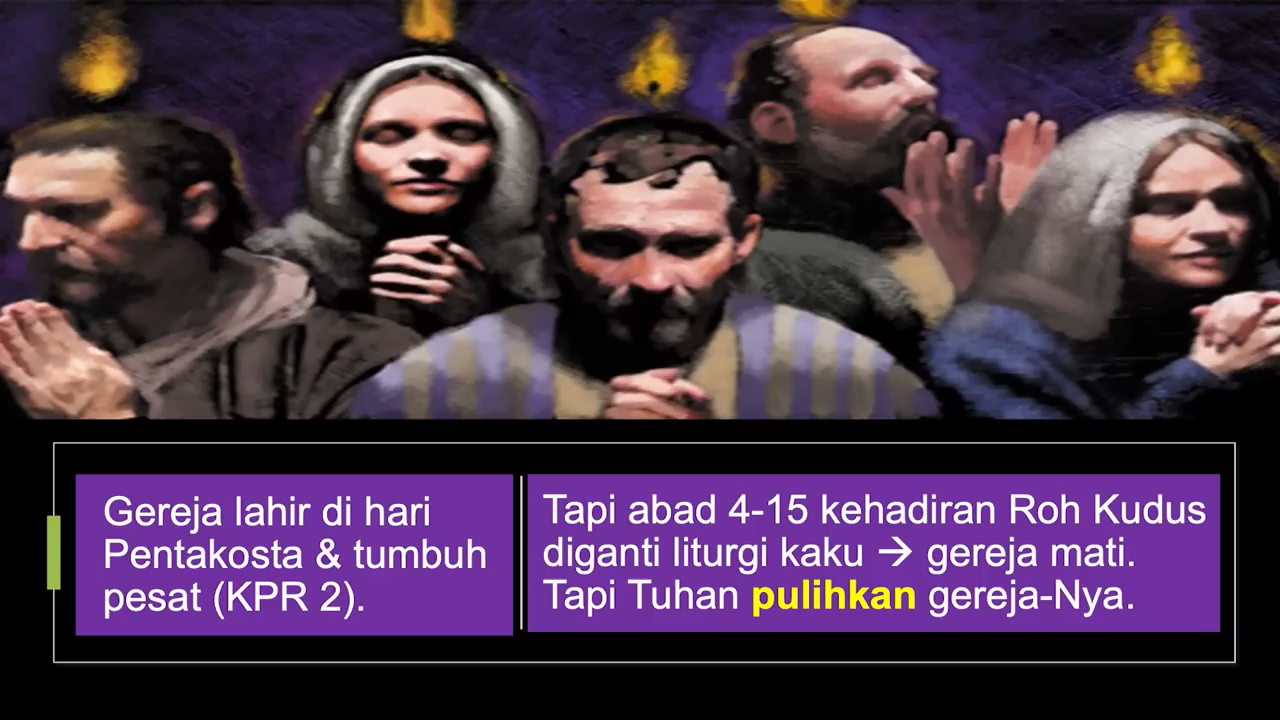 Gereja lahir di hari
Pentakosta & tumbuh
pesat (KPR 2).
Tapi abad 4-15 kehadiran Roh Kudus
diganti liturgi kaku → gereja mati.
Tapi Tuhan pulihkan gereja-Nya.